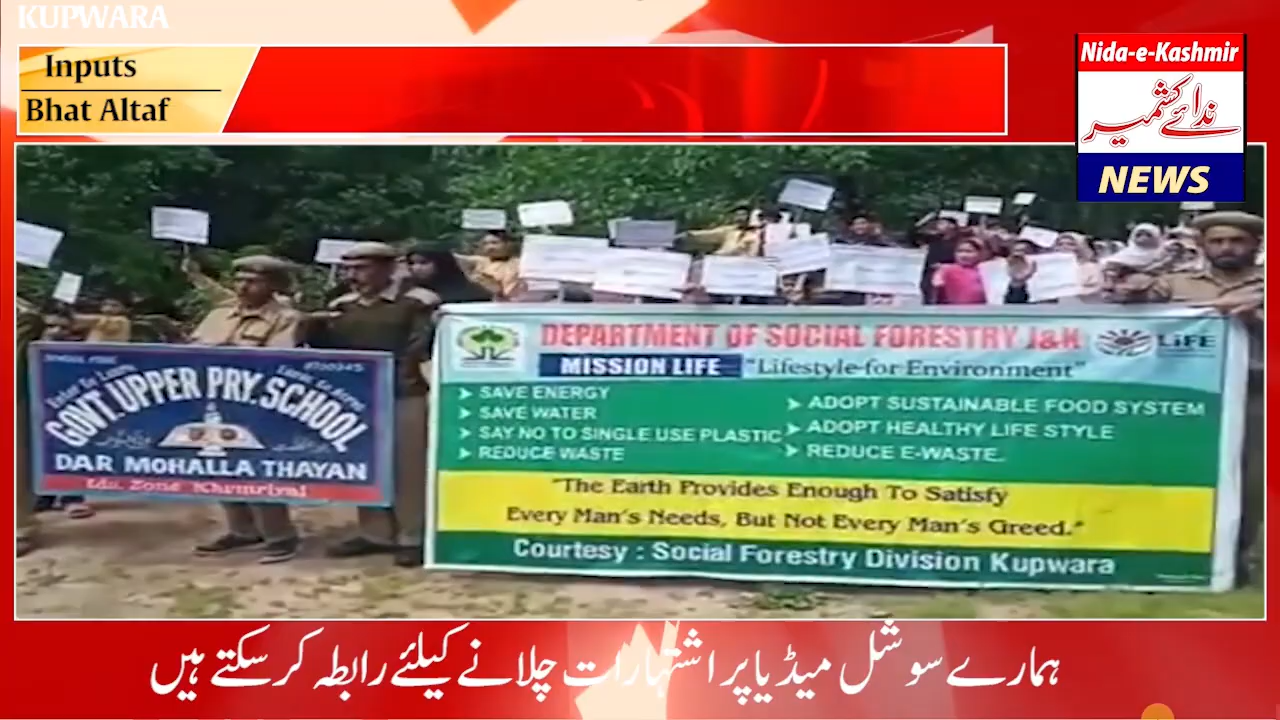 KUPWARA
Inputs
Bhat Altaf
Nida-e-Kashmir
ندائے کشمیر
NEWS
DEPARTMENT OF SOCIAL FORESTRY J&K
LiFE
MISSION LIFE "Lifestyle for Environment"
➤ SAVE ENERGY
➤ SAVE WATER
➤ SAY NO TO SINGLE USE PLASTIC
➤ REDUCE WASTE
➤ ADOPT SUSTAINABLE FOOD SYSTEM
➤ ADOPT HEALTHY LIFE STYLE
➤ REDUCE E-WASTE.
"The Earth Provides Enough To Satisfy
Every Man's Needs, But Not Every Man's Greed."
Courtesy : Social Forestry Division Kupwara
Enter To Learn
GOVT. UPPER PRY. SCHOOL
DAR MOHALLA THAYAN
Edu. Zone Khumriyal
ہمارے سوشل میڈیا پر اشتہارات چلانے کیلئے رابطہ کر سکتے ہیں